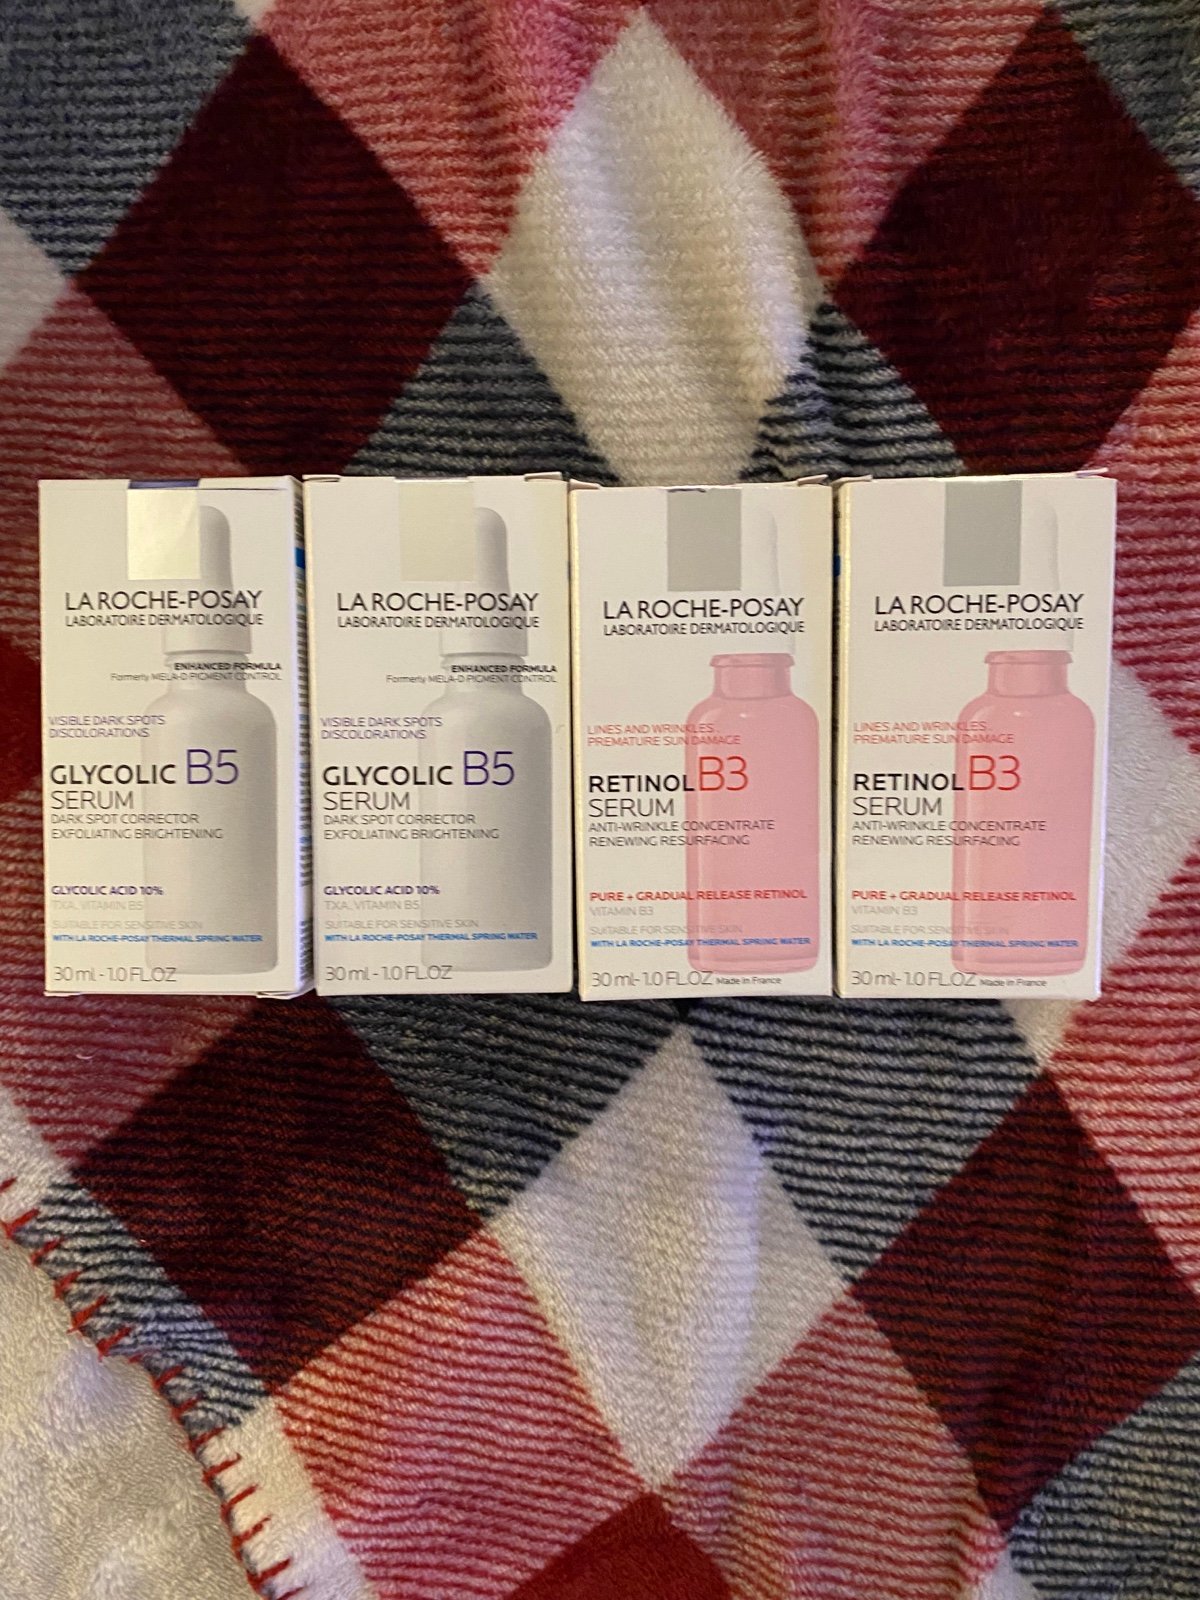 LA ROCHE-POSAY
LABORATOIRE DERMATOLOGIQUE
ENHANCED FORMULA
Formerly MELA-D PIGMENT CONTROL
VISIBLE DARK SPOTS
DISCOLORATIONS
GLYCOLIC B5
SERUM
DARK SPOT CORRECTOR
EXFOLIATING BRIGHTENING
GLYCOLIC ACID 10%
TXA, VITAMIN B5
SUITABLE FOR SENSITIVE SKIN
WITH LA ROCHE-POSAY THERMAL SPRING WATER
30 ml - 1.0 FL.OZ
LA ROCHE-POSAY
LABORATOIRE DERMATOLOGIQUE
ENHANCED FORMULA
Formerly MELA-D PIGMENT CONTROL
VISIBLE DARK SPOTS
DISCOLORATIONS
GLYCOLIC B5
SERUM
DARK SPOT CORRECTOR
EXFOLIATING BRIGHTENING
GLYCOLIC ACID 10%
TXA, VITAMIN B5
SUITABLE FOR SENSITIVE SKIN
WITH LA ROCHE-POSAY THERMAL SPRING WATER
30 ml - 1.0 FL.OZ
LA ROCHE-POSAY
LABORATOIRE DERMATOLOGIQUE
LINES AND WRINKLES,
PREMATURE SUN DAMAGE
RETINOL B3
SERUM
ANTI-WRINKLE CONCENTRATE
RENEWING RESURFACING
PURE + GRADUAL RELEASE RETINOL
VITAMIN B3
SUITABLE FOR SENSITIVE SKIN
WITH LA ROCHE-POSAY THERMAL SPRING WATER
30 ml - 1.0 FL.OZ Made in France
LA ROCHE-POSAY
LABORATOIRE DERMATOLOGIQUE
LINES AND WRINKLES,
PREMATURE SUN DAMAGE
RETINOL B3
SERUM
ANTI-WRINKLE CONCENTRATE
RENEWING RESURFACING
PURE + GRADUAL RELEASE RETINOL
VITAMIN B3
SUITABLE FOR SENSITIVE SKIN
WITH LA ROCHE-POSAY THERMAL SPRING WATER
30 ml - 1.0 FL.OZ Made in France